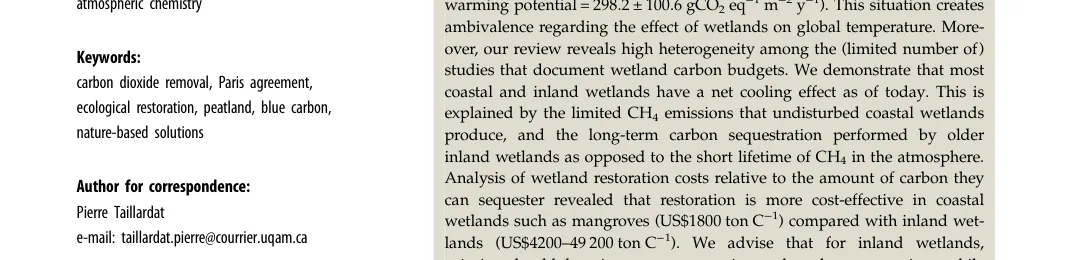 atmospheric chemistry
Keywords:
carbon dioxide removal, Paris agreement,
ecological restoration, peatland, blue carbon,
nature-based solutions
Author for correspondence:
Pierre Taillardat
e-mail: taillardat.pierre@courrier.uqam.ca
warming potential = 298.2 ± 100.6 gCO₂ eq⁻¹ m⁻² y⁻¹). This situation creates
ambivalence regarding the effect of wetlands on global temperature. More-
over, our review reveals high heterogeneity among the (limited number of)
studies that document wetland carbon budgets. We demonstrate that most
coastal and inland wetlands have a net cooling effect as of today. This is
explained by the limited CH₄ emissions that undisturbed coastal wetlands
produce, and the long-term carbon sequestration performed by older
inland wetlands as opposed to the short lifetime of CH₄ in the atmosphere.
Analysis of wetland restoration costs relative to the amount of carbon they
can sequester revealed that restoration is more cost-effective in coastal
wetlands such as mangroves (US$1800 ton C⁻¹) compared with inland wet-
lands (US$4200–49 200 ton C⁻¹). We advise that for inland wetlands,